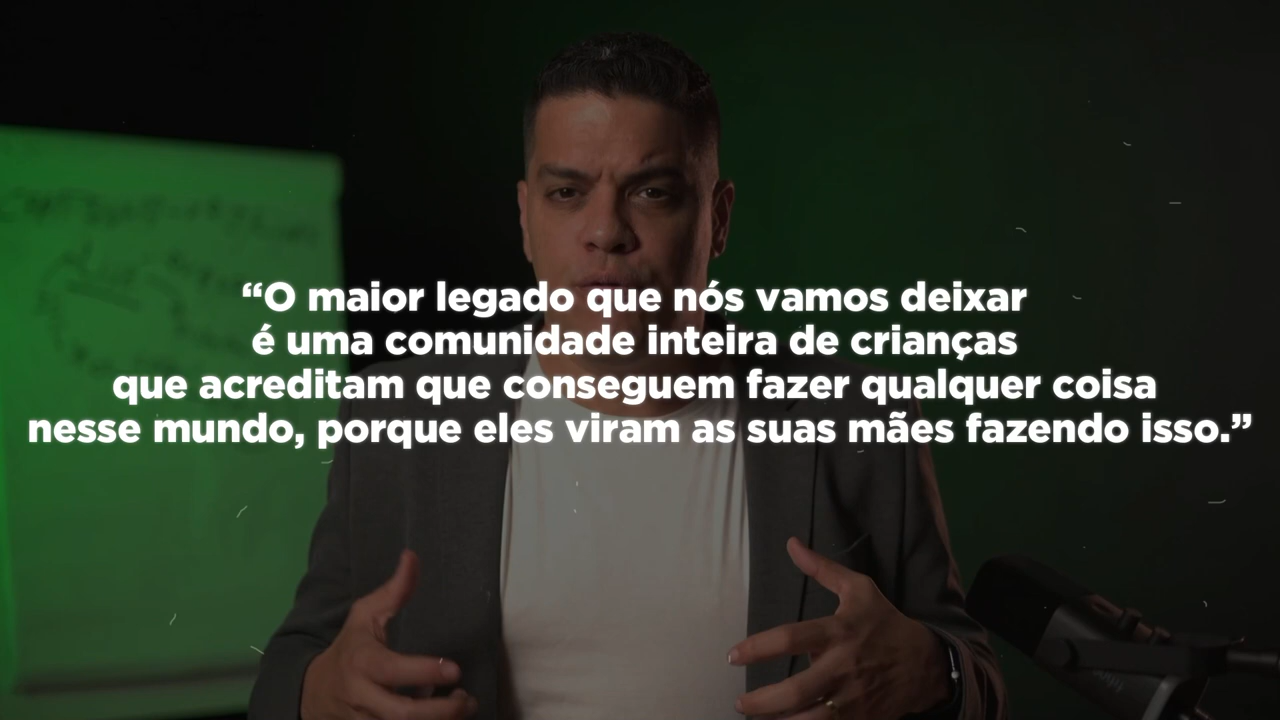 “O maior legado que nós vamos deixar
é uma comunidade inteira de crianças
que acreditam que conseguem fazer qualquer coisa
nesse mundo, porque eles viram as suas mães fazendo isso.”